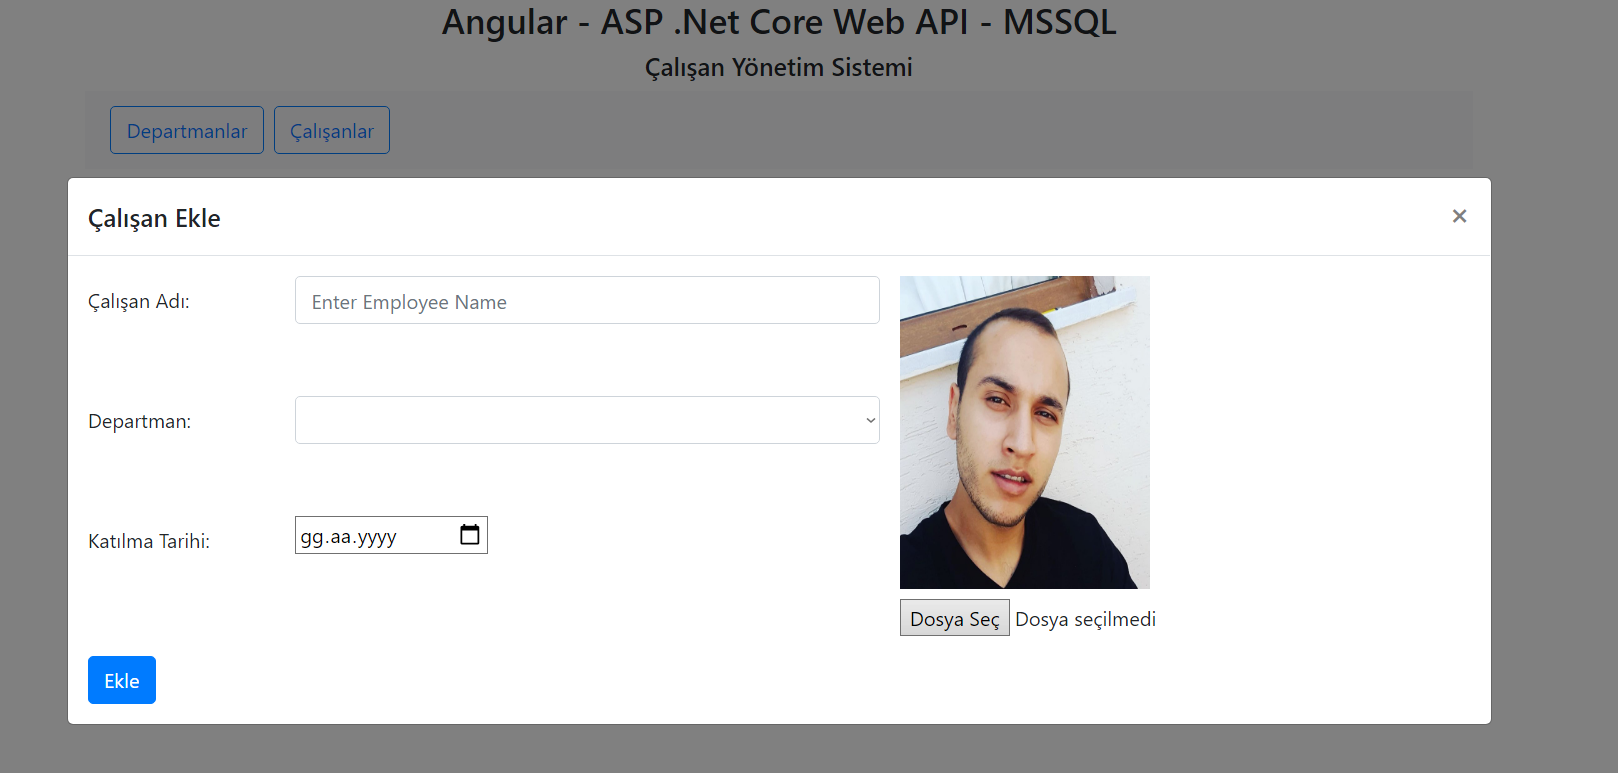 Angular - ASP .Net Core Web API - MSSQL
Çalışan Yönetim Sistemi
Departmanlar Çalışanlar
Çalışan Ekle ×
Çalışan Adı: Enter Employee Name
Departman:
Katılma Tarihi: gg.aa.yyyy
Dosya Seç Dosya seçilmedi
Ekle